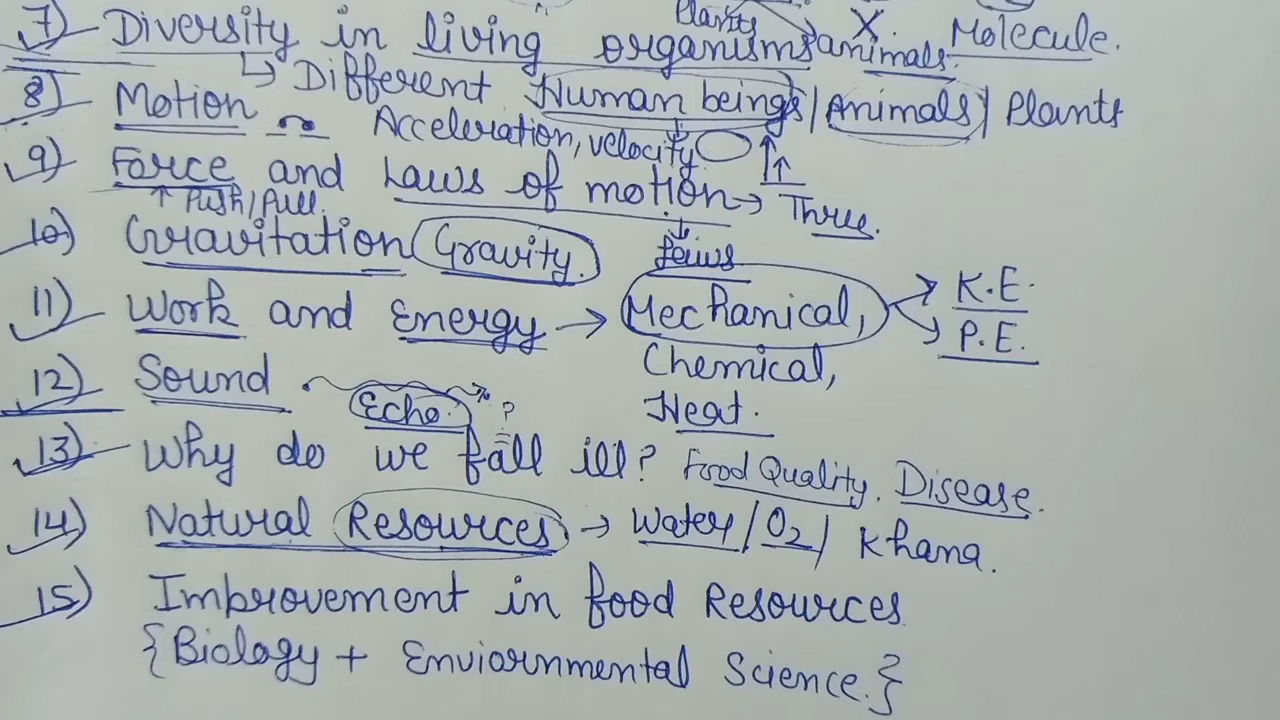 Plants X Molecule.
7) Diversity in living organisms animals.
↳ Different Human beings/Animals/Plants
8) Motion Acceleration, velocity
9) Force and Laws of motion → Three.
↑ Push/Pull.
10) Gravitation (Gravity.)
11) Work and Energy → Mechanical, K.E.
P.E.
Chemical,
Heat.
12) Sound Echo.
?
13) Why do we fall ill? Food Quality. Disease.
14) Natural Resources → Water/O2/ Khana.
15) Improvement in food Resources
{Biology + Enviornmental Science.}